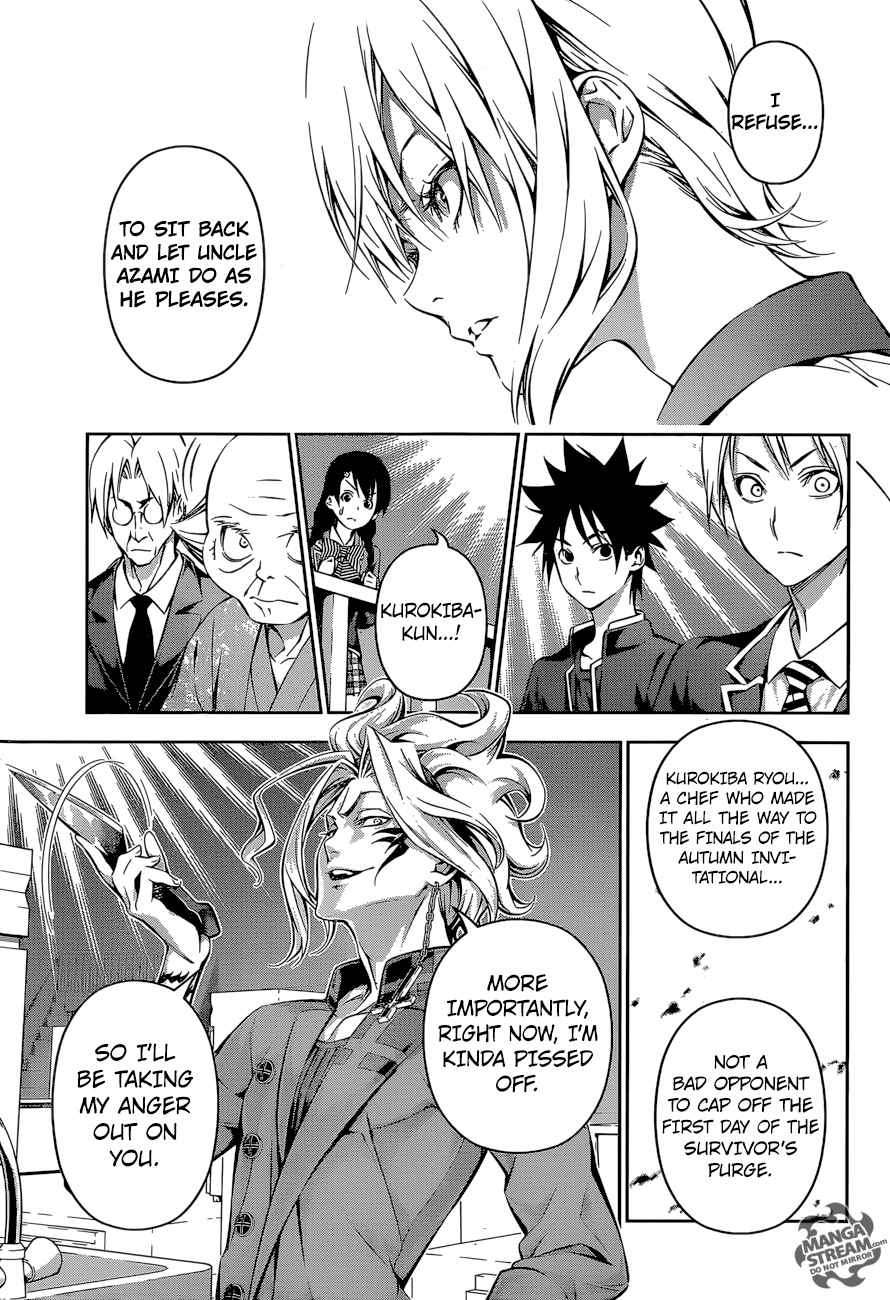 I
REFUSE...
TO SIT BACK
AND LET UNCLE
AZAMI DO AS
HE PLEASES.
KUROKIBA-
KUN...!
KUROKIBA RYOU...
A CHEF WHO MADE
IT ALL THE WAY TO
THE FINALS OF THE
AUTUMN INVI-
TATIONAL...
NOT A
BAD OPPONENT
TO CAP OFF THE
FIRST DAY OF THE
SURVIVOR'S
PURGE.
MORE
IMPORTANTLY,
RIGHT NOW, I'M
KINDA PISSED
OFF.
SO I'LL
BE TAKING
MY ANGER
OUT ON
YOU.
MANGA
STREAM.com
DO NOT MIRROR